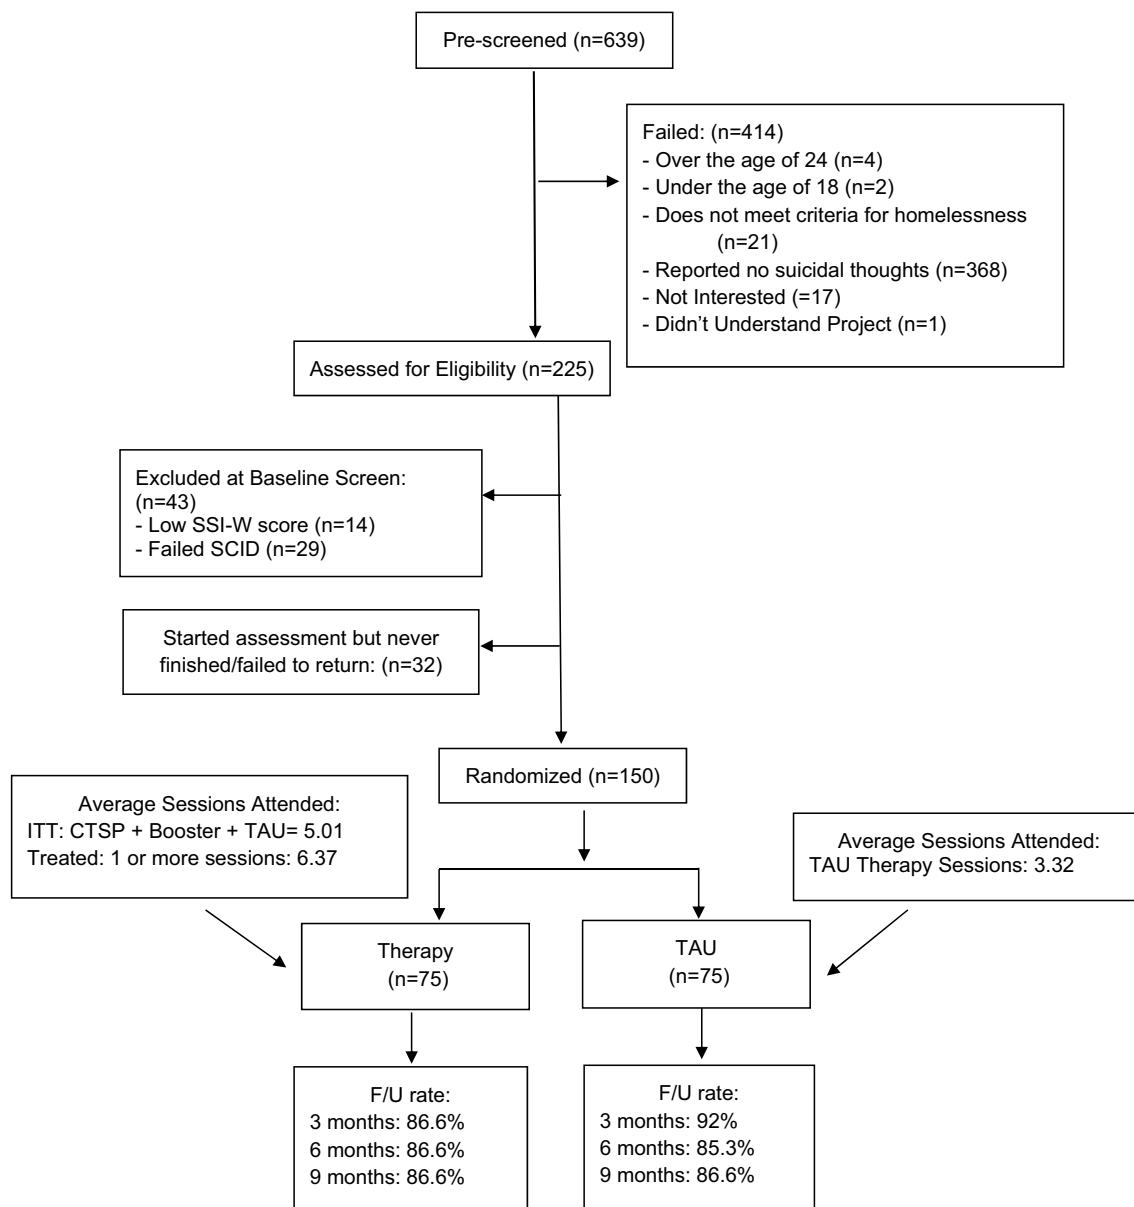 Pre-screened (n=639)
Failed: (n=414)
- Over the age of 24 (n=4)
- Under the age of 18 (n=2)
- Does not meet criteria for homelessness
(n=21)
- Reported no suicidal thoughts (n=368)
- Not Interested (=17)
- Didn't Understand Project (n=1)
Assessed for Eligibility (n=225)
Excluded at Baseline Screen:
(n=43)
- Low SSI-W score (n=14)
- Failed SCID (n=29)
Started assessment but never
finished/failed to return: (n=32)
Randomized (n=150)
Average Sessions Attended:
ITT: CTSP + Booster + TAU= 5.01
Treated: 1 or more sessions: 6.37
Average Sessions Attended:
TAU Therapy Sessions: 3.32
Therapy
(n=75)
TAU
(n=75)
F/U rate:
3 months: 86.6%
6 months: 86.6%
9 months: 86.6%
F/U rate:
3 months: 92%
6 months: 85.3%
9 months: 86.6%